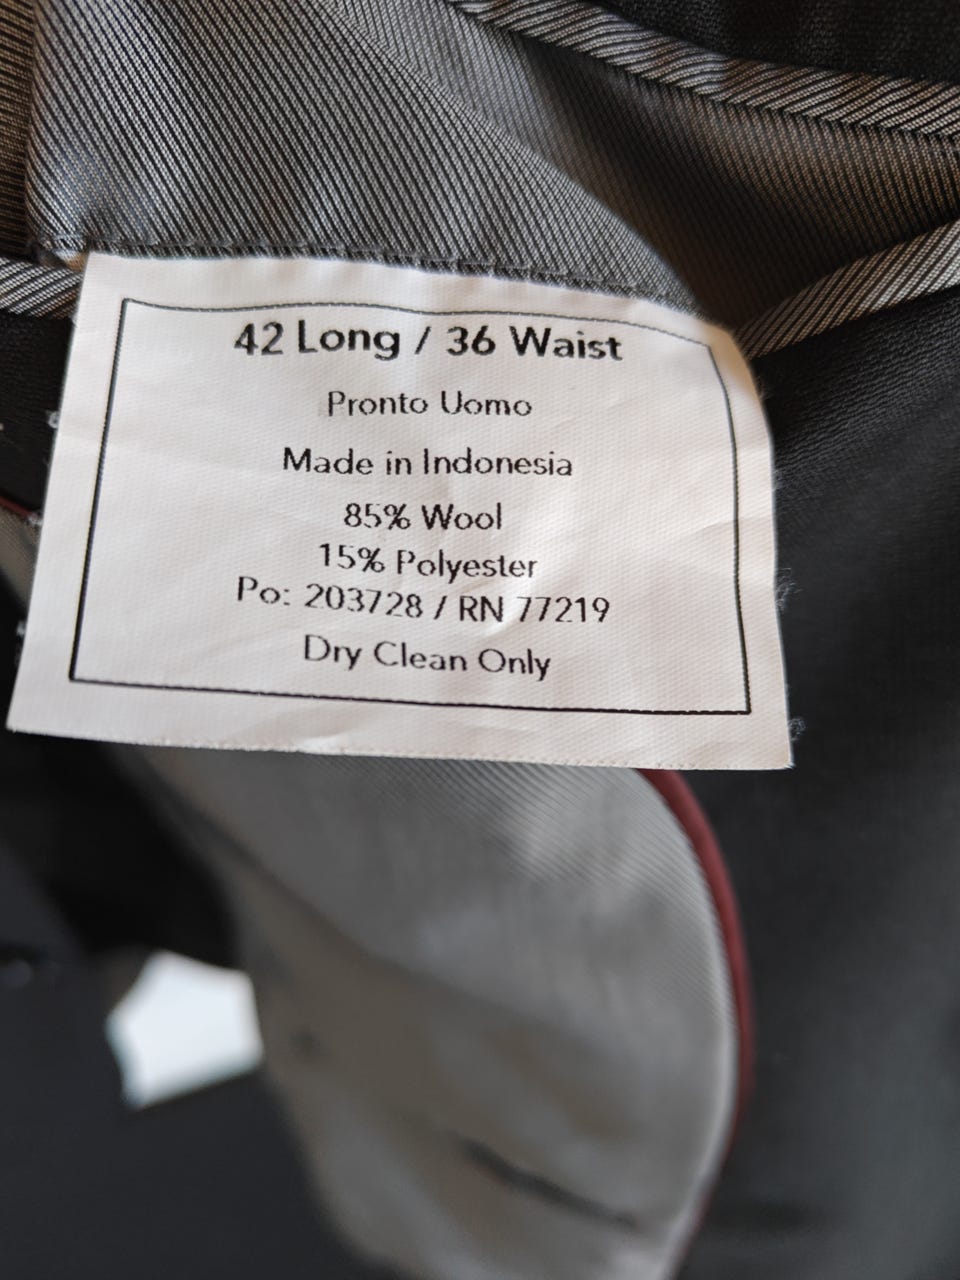 42 Long / 36 Waist
Pronto Uomo
Made in Indonesia
85% Wool
15% Polyester
Po: 203728 / RN 77219
Dry Clean Only